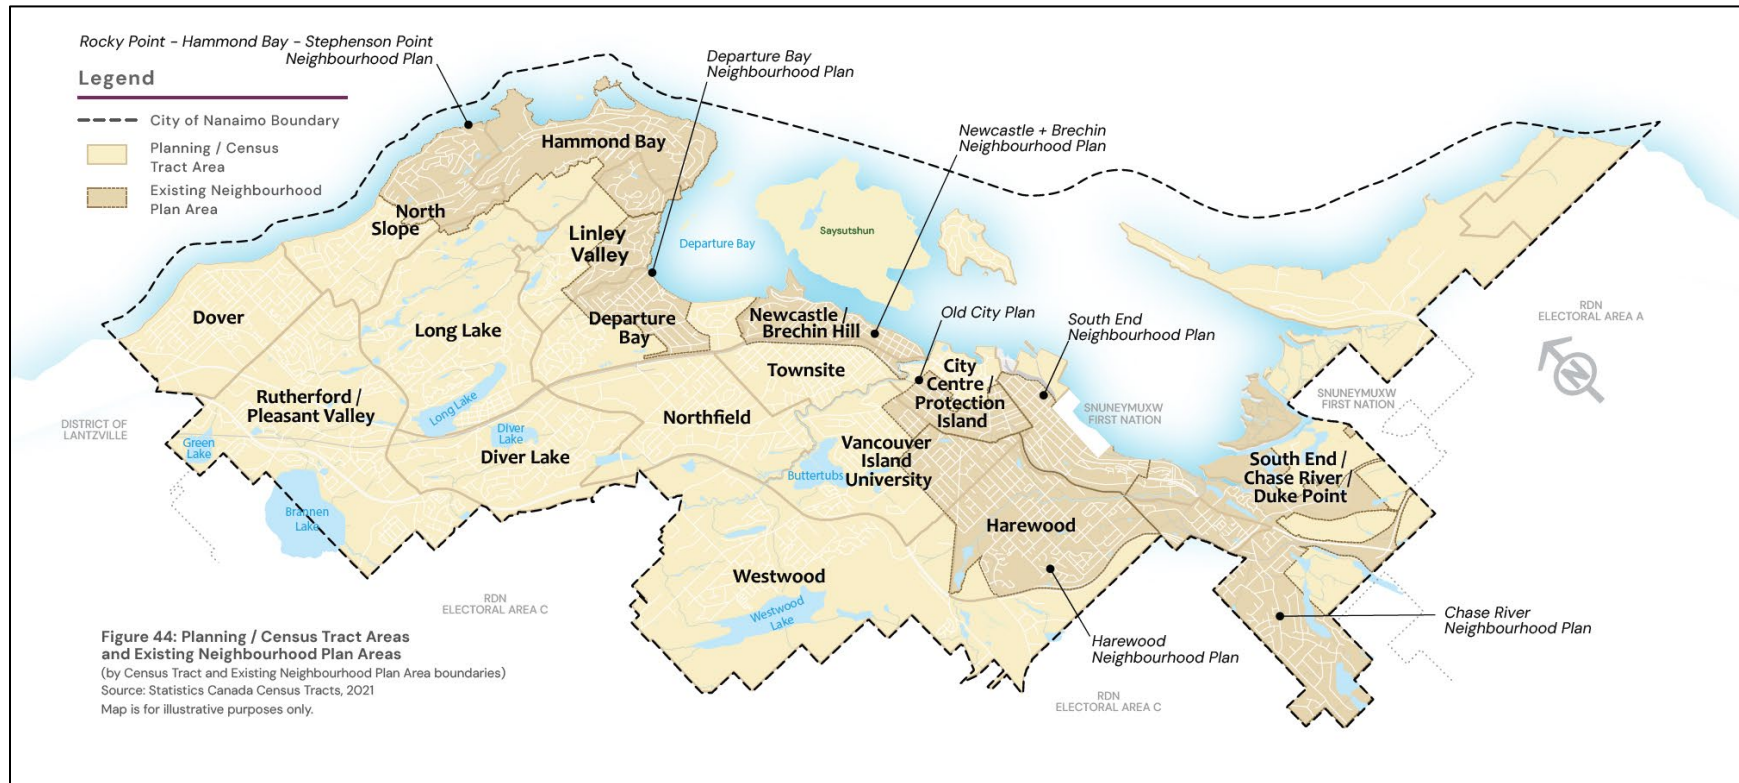 Rocky Point - Hammond Bay - Stephenson Point
Neighbourhood Plan
Legend
City of Nanaimo Boundary
Planning / Census
Tract Area
Existing Neighbourhood
Plan Area
Departure Bay
Neighbourhood Plan
Newcastle + Brechin
Neighbourhood Plan
Hammond Bay
North
Slope
Linley
Valley
Departure Bay
Saysutshun
Dover
Long Lake
Departure
Bay
Newcastle /
Brechin Hill
Old City Plan
South End
Neighbourhood Plan
RDN
ELECTORAL AREA A
N
Townsite
City
Centre /
Protection
Island
Rutherford /
Pleasant Valley
Long Lake
Northfield
SNUNEYMUXW
FIRST NATION
SNUNEYMUXW
FIRST NATION
DISTRICT OF
LANTZVILLE
Green
Lake
Diver
Lake
Diver Lake
Vancouver
Island
University
Buttertubs
South End /
Chase River /
Duke Point
Brannen
Lake
Harewood
Westwood
Westwood
Lake
RDN
ELECTORAL AREA C
Chase River
Neighbourhood Plan
Harewood
Neighbourhood Plan
RDN
ELECTORAL AREA C
Figure 44: Planning / Census Tract Areas
and Existing Neighbourhood Plan Areas
(by Census Tract and Existing Neighbourhood Plan Area boundaries)
Source: Statistics Canada Census Tracts, 2021
Map is for illustrative purposes only.